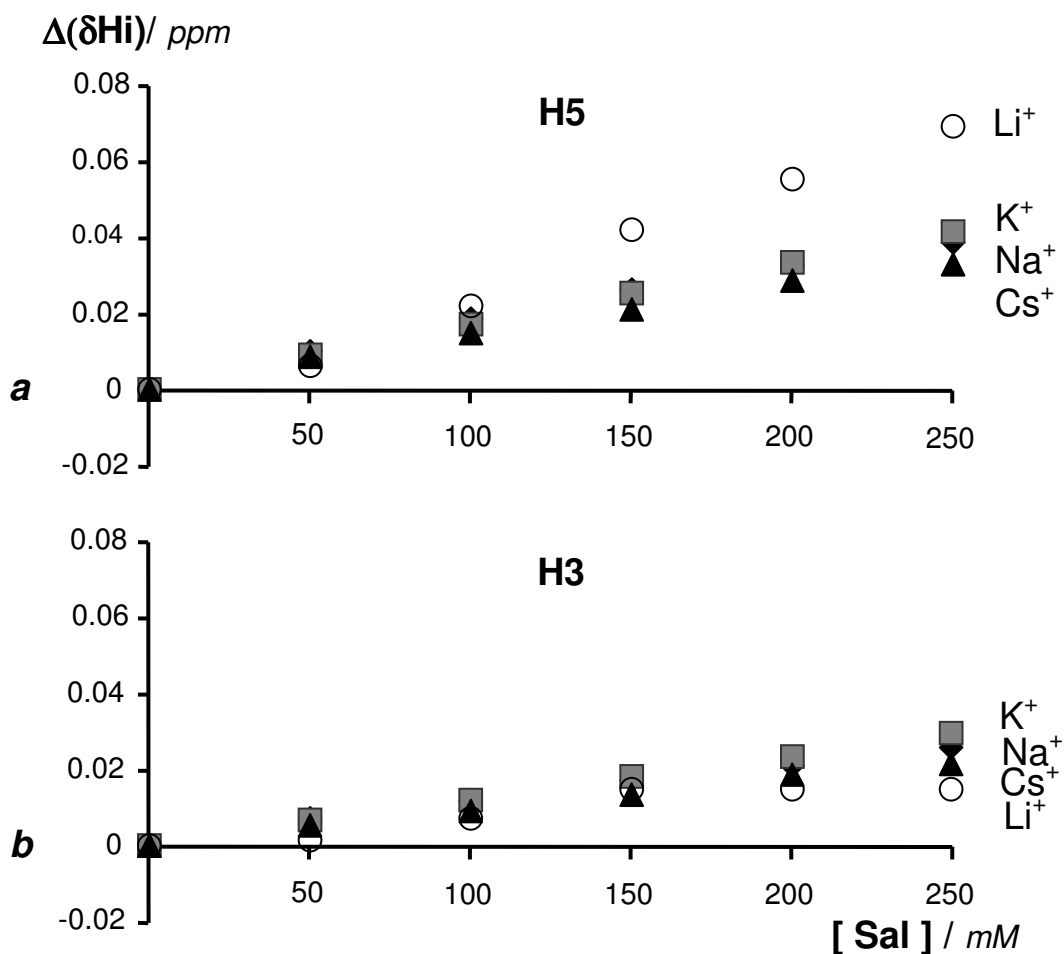 Δ(δHi)/ ppm
0.08
H5
Li⁺
0.06
K⁺
0.04
Na⁺
0.02
Cs⁺
a
0
50 100 150 200 250
-0.02
0.08
H3
0.06
0.04
K⁺
Na⁺
0.02
Cs⁺
Li⁺
b
0
50 100 150 200 250
-0.02
[ Sal ] / mM